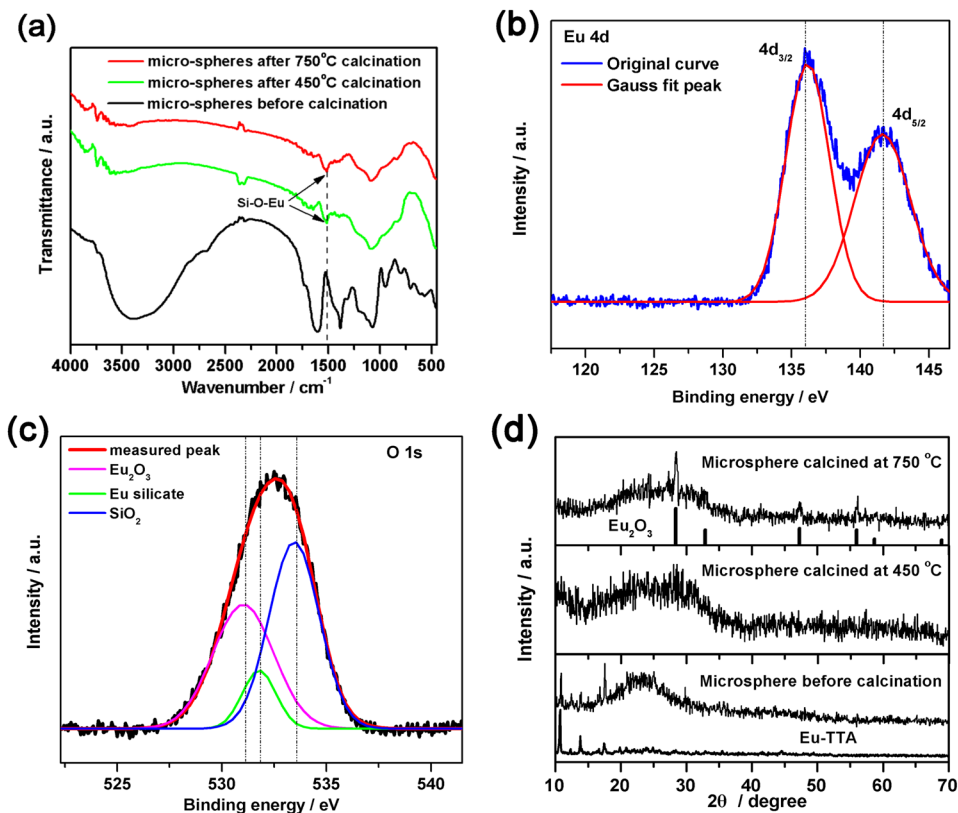 (a)
micro-spheres after 750°C calcination
micro-spheres after 450°C calcination
micro-spheres before calcination
Si-O-Eu
Transmittance / a.u.
4000 3500 3000 2500 2000 1500 1000 500
Wavenumber / cm⁻¹
(b)
Eu 4d
Original curve
Gauss fit peak
4d₃/₂
4d₅/₂
Intensity / a.u.
120 125 130 135 140 145
Binding energy / eV
(c)
measured peak
Eu₂O₃
Eu silicate
SiO₂
O 1s
Intensity / a.u.
525 530 535 540
Binding energy / eV
(d)
Microsphere calcined at 750 °C
Eu₂O₃
Microsphere calcined at 450 °C
Microsphere before calcination
Eu-TTA
Intensity / a.u.
10 20 30 40 50 60 70
2θ / degree